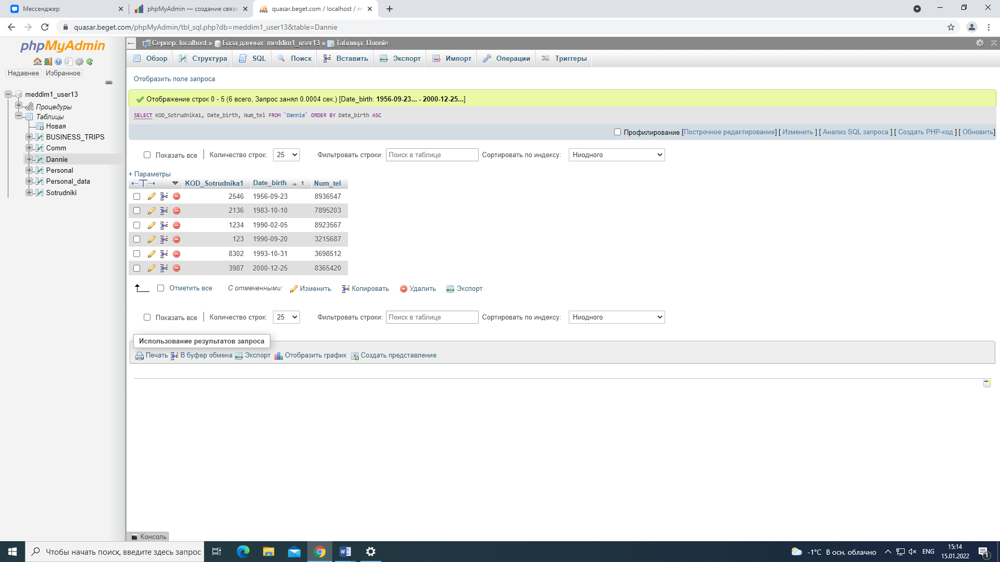 Мессенджер
phpMyAdmin — создание связе
quasar.beget.com / localhost / m
quasar.beget.com/phpMyAdmin/tbl_sql.php?db=meddim1_user13&table=Dannie
phpMyAdmin
Недавнее Избранное
meddim1_user13
Процедуры
Таблицы
Новая
BUSINESS_TRIPS
Comm
Dannie
Personal
Personal_data
Sotrudniki
Сервер: localhost » База данных: meddim1_user13 » Таблица: Dannie
Обзор Структура SQL Поиск Вставить Экспорт Импорт Операции Триггеры
Отобразить поле запроса
Отображение строк 0 - 5 (6 всего, Запрос занял 0.0004 сек.) [Date_birth: 1956-09-23... - 2000-12-25...]
SELECT KOD_Sotrudnika1, Date_birth, Num_tel FROM `Dannie` ORDER BY Date_birth ASC
Профилирование [Построчное редактирование] [ Изменить ] [ Анализ SQL запроса ] [ Создать PHP-код ] [ Обновить]
Показать все Количество строк: 25 Фильтровать строки: Поиск в таблице Сортировать по индексу: Ниодного
+ Параметры
KOD_Sotrudnika1 Date_birth 1 Num_tel
2546 1956-09-23 8936547
2136 1983-10-10 7895203
1234 1990-02-05 8923567
123 1990-09-20 3215687
8302 1993-10-31 3698512
3987 2000-12-25 8365420
Отметить все С отмеченными: Изменить Копировать Удалить Экспорт
Показать все Количество строк: 25 Фильтровать строки: Поиск в таблице Сортировать по индексу: Ниодного
Использование результатов запроса
Печать В буфер обмена Экспорт Отобразить график Создать представление
Консоль
Чтобы начать поиск, введите здесь запрос
-1°C В осн. облачно
ENG
15:14
15.01.2022
1